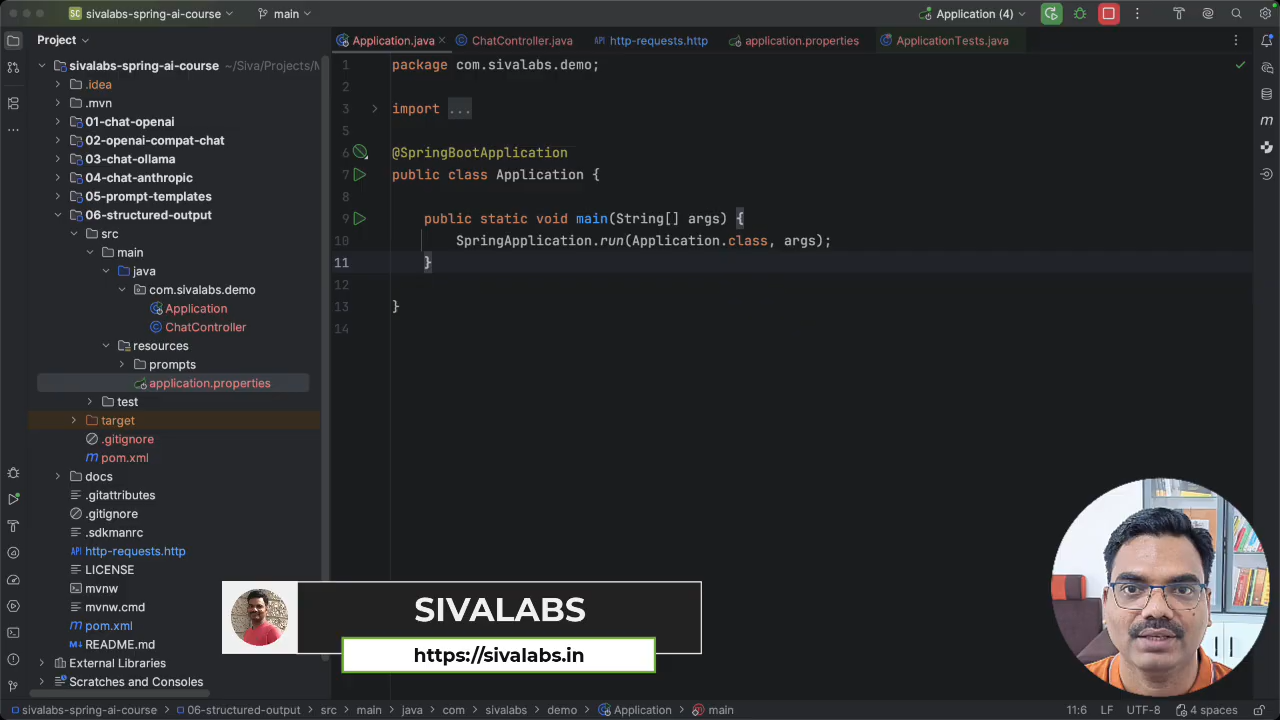 SC sivalabs-spring-ai-course
main
Application (4)
Project
Application.java
ChatController.java
API http-requests.http
application.properties
ApplicationTests.java
sivalabs-spring-ai-course ~/Siva/Projects/M
.idea
.mvn
01-chat-openai
02-openai-compat-chat
03-chat-ollama
04-chat-anthropic
05-prompt-templates
06-structured-output
src
main
java
com.sivalabs.demo
Application
ChatController
resources
prompts
application.properties
test
target
.gitignore
pom.xml
docs
.gitattributes
.gitignore
.sdkmanrc
API http-requests.http
LICENSE
mvnw
mvnw.cmd
pom.xml
README.md
External Libraries
Scratches and Consoles
1 package com.sivalabs.demo;
2
3 import ...
5
6 @SpringBootApplication
7 public class Application {
8
9 public static void main(String[] args) {
10 SpringApplication.run(Application.class, args);
11 }
12
13 }
14
SIVALABS
https://sivalabs.in
sivalabs-spring-ai-course > 06-structured-output > src > main > java > com > sivalabs > demo > Application > main
11:6 LF UTF-8 4 spaces